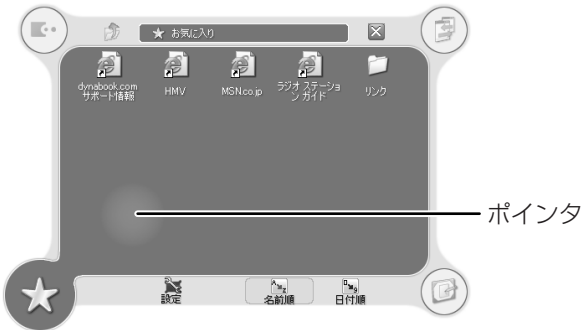 ★ お気に入り
dynabook.com
サポート情報
HMV
MSN.co.jp
ラジオ ステーショ
ン ガイド
リンク
ポインタ
設定
名前順
日付順